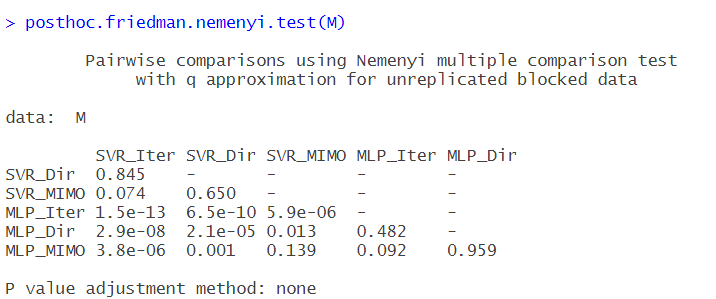 > posthoc.friedman.nemenyi.test(M)
Pairwise comparisons using Nemenyi multiple comparison test
with q approximation for unreplicated blocked data
data:  M
SVR_Iter SVR_Dir SVR_MIMO MLP_Iter MLP_Dir
SVR_Dir  0.845    -       -        -        -
SVR_MIMO 0.074    0.650   -        -        -
MLP_Iter 1.5e-13  6.5e-10 5.9e-06  -        -
MLP_Dir  2.9e-08  2.1e-05 0.013    0.482    -
MLP_MIMO 3.8e-06  0.001   0.139    0.092    0.959
P value adjustment method: none